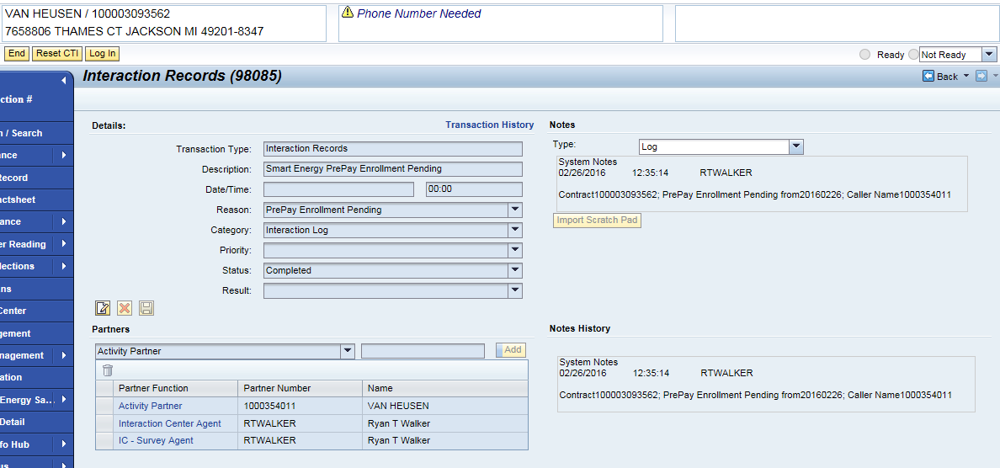 VAN HEUSEN / 100003093562
7658806 THAMES CT JACKSON MI 49201-8347
Phone Number Needed
End Reset CTI Log In
Ready Not Ready
Interaction Records (98085)
Back
ction #
n / Search
nce
Record
actsheet
ance
er Reading
lections
ns
Center
gement
nagement
ation
Energy Sa...
Detail
fo Hub
us
Details: Transaction History
Transaction Type: Interaction Records
Description: Smart Energy PrePay Enrollment Pending
Date/Time: 00:00
Reason: PrePay Enrollment Pending
Category: Interaction Log
Priority:
Status: Completed
Result:
Notes
Type: Log
System Notes
02/26/2016 12:35:14 RTWALKER
Contract100003093562; PrePay Enrollment Pending from20160226; Caller Name1000354011
Import Scratch Pad
Partners
Activity Partner Add
Partner Function Partner Number Name
Activity Partner 1000354011 VAN HEUSEN
Interaction Center Agent RTWALKER Ryan T Walker
IC - Survey Agent RTWALKER Ryan T Walker
Notes History
System Notes
02/26/2016 12:35:14 RTWALKER
Contract100003093562; PrePay Enrollment Pending from20160226; Caller Name1000354011